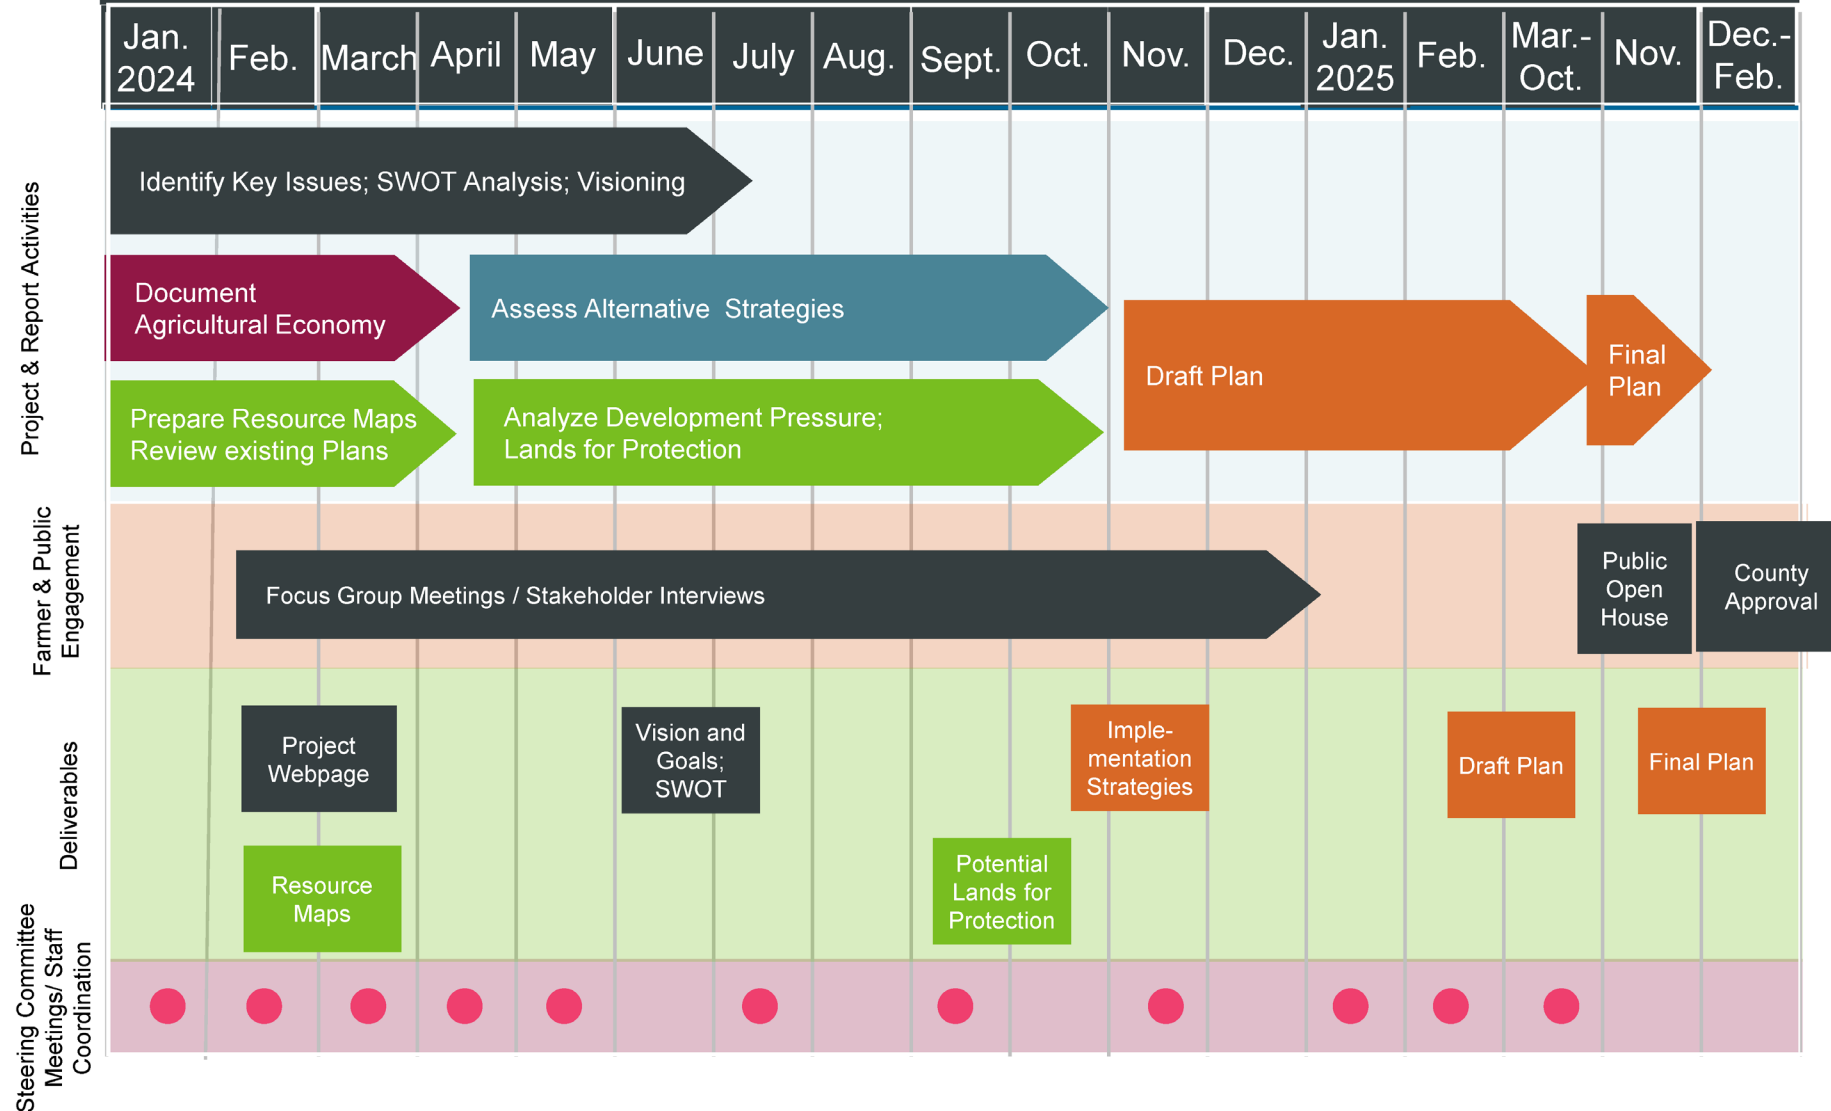 Jan.
2024
Feb.
March
April
May
June
July
Aug.
Sept.
Oct.
Nov.
Dec.
Jan.
2025
Feb.
Mar.-
Oct.
Nov.
Dec.-
Feb.
Project & Report Activities
Identify Key Issues; SWOT Analysis; Visioning
Document
Agricultural Economy
Assess Alternative  Strategies
Prepare Resource Maps
Review existing Plans
Analyze Development Pressure;
Lands for Protection
Draft Plan
Final
Plan
Farmer & Public
Engagement
Focus Group Meetings / Stakeholder Interviews
Public
Open
House
County
Approval
Deliverables
Project
Webpage
Vision and
Goals;
SWOT
Imple-
mentation
Strategies
Draft Plan
Final Plan
Resource
Maps
Potential
Lands for
Protection
Steering Committee
Meetings/ Staff
Coordination